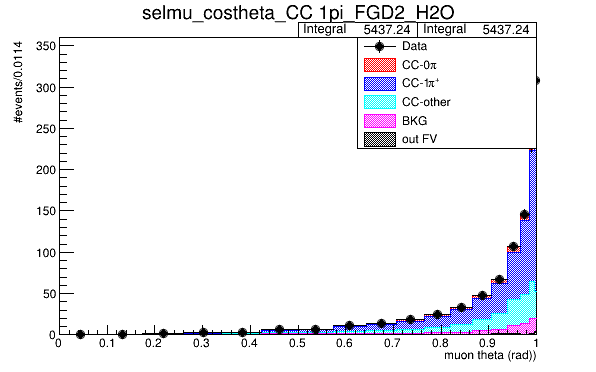 selmu_costheta_CC 1pi_FGD2_H2O
Integral 5437.24 Integral 5437.24
Data
CC-0π
CC-1π⁺
CC-other
BKG
out FV
#events/0.0114
350
300
250
200
150
100
50
0
0 0.1 0.2 0.3 0.4 0.5 0.6 0.7 0.8 0.9 1
muon theta (rad))